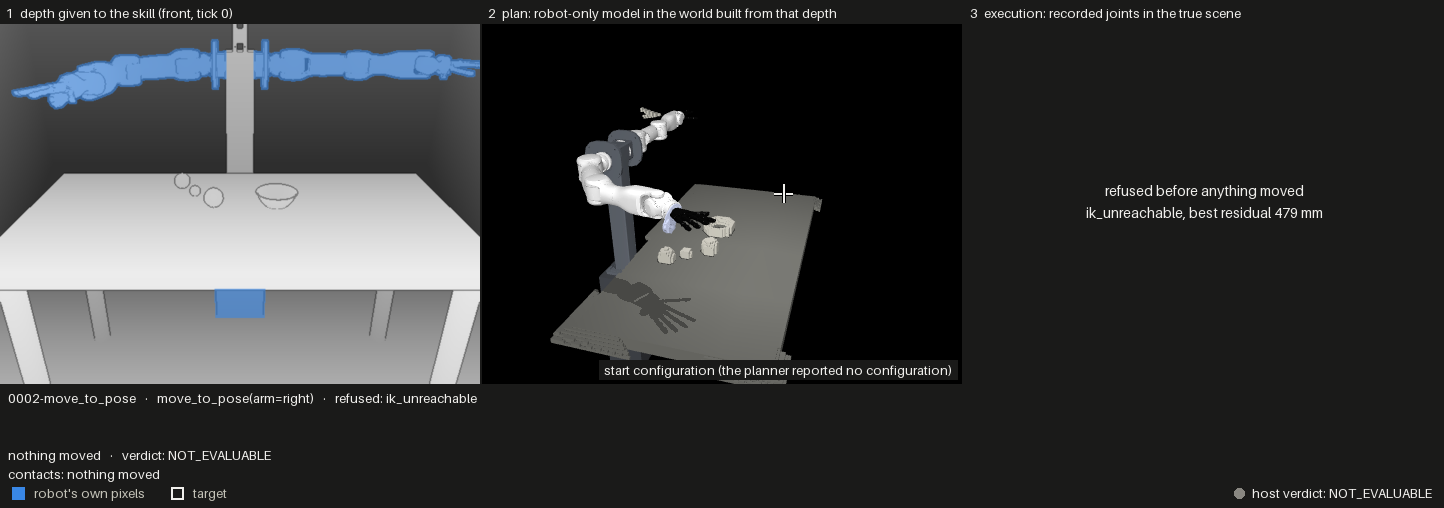 1 depth given to the skill (front, tick 0)
2 plan: robot-only model in the world built from that depth
3 execution: recorded joints in the true scene
refused before anything moved
ik_unreachable, best residual 479 mm
start configuration (the planner reported no configuration)
0002-move_to_pose · move_to_pose(arm=right) · refused: ik_unreachable
nothing moved · verdict: NOT_EVALUABLE
contacts: nothing moved
robot's own pixels
target
host verdict: NOT_EVALUABLE